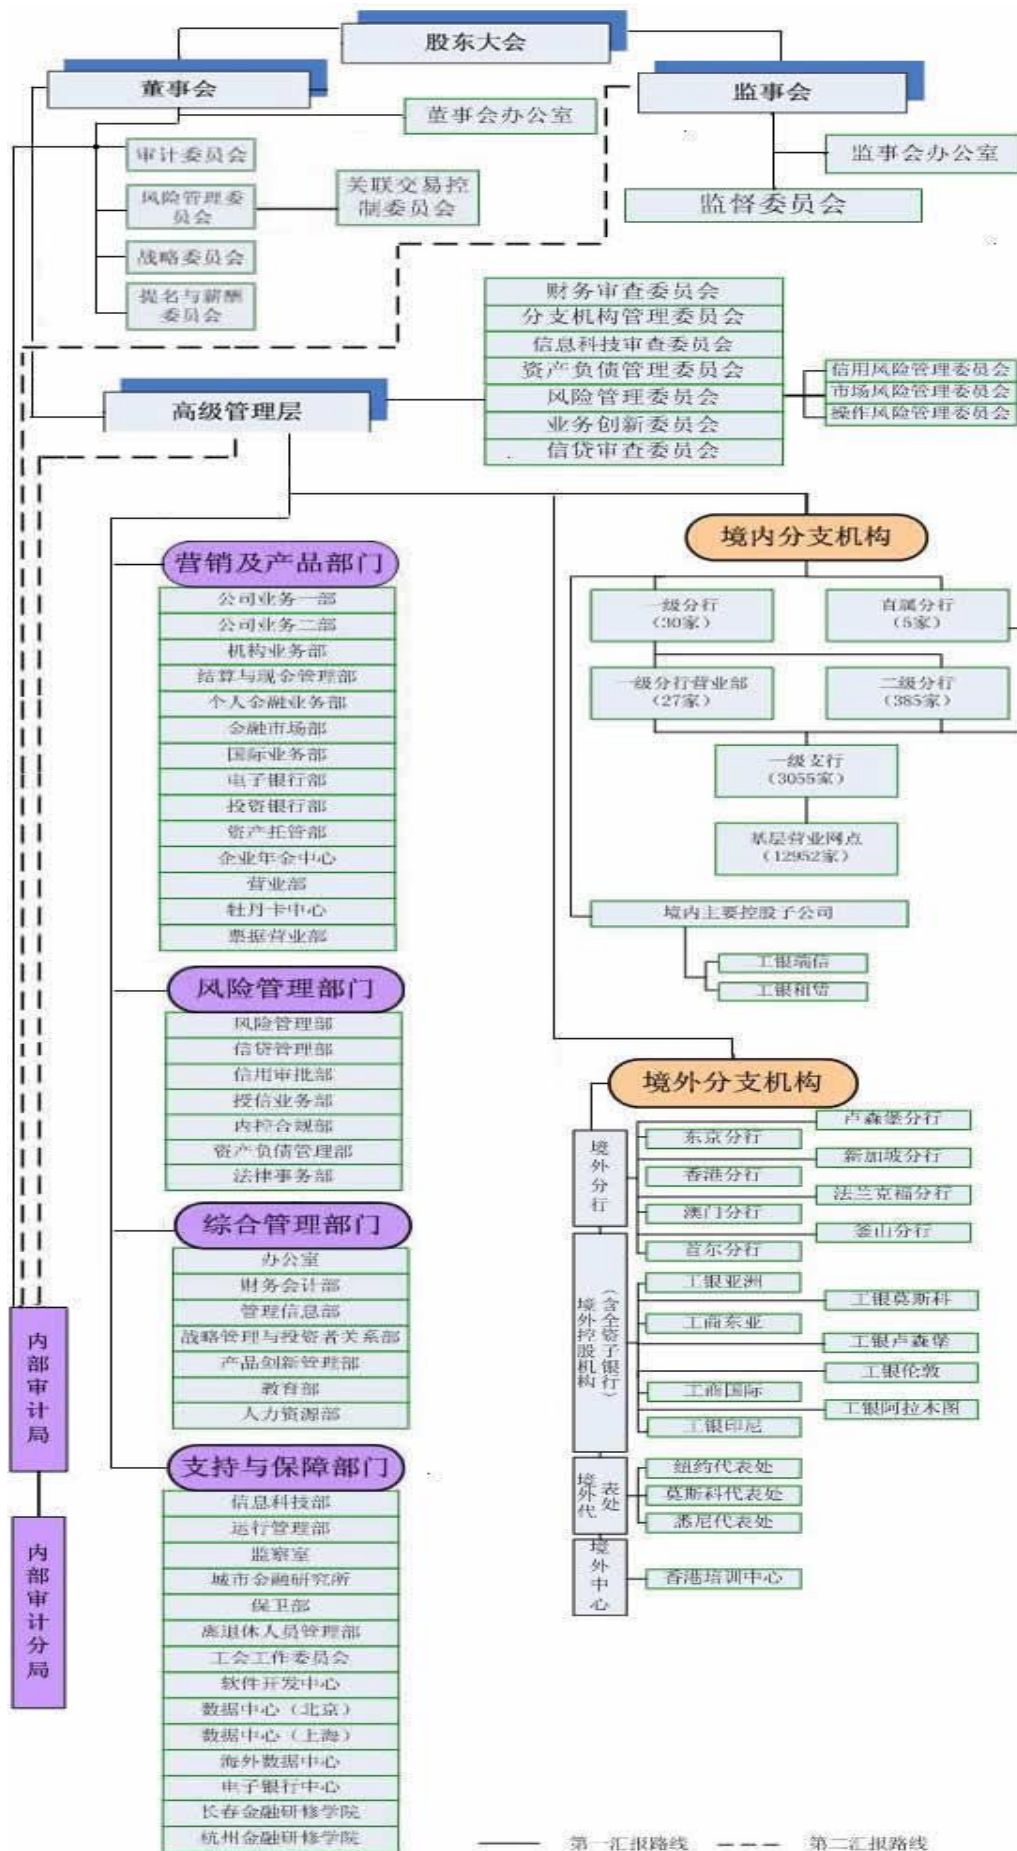 股东大会
董事会
监事会
董事会办公室
审计委员会
监事会办公室
风险管理委
员会
关联交易控
制委员会
监督委员会
战略委员会
提名与薪酬
委员会
财务审查委员会
分支机构管理委员会
信息科技审查委员会
资产负债管理委员会
风险管理委员会
业务创新委员会
信贷审查委员会
信用风险管理委员会
市场风险管理委员会
操作风险管理委员会
高级管理层
营销及产品部门
公司业务一部
公司业务二部
机构业务部
结算与现金管理部
个人金融业务部
金融市场部
国际业务部
电子银行部
投资银行部
资产托管部
企业年金中心
营业部
牡丹卡中心
票据营业部
风险管理部门
风险管理部
信贷管理部
信用审批部
授信业务部
内控合规部
资产负债管理部
法律事务部
综合管理部门
办公室
财务会计部
管理信息部
战略管理与投资者关系部
产品创新管理部
教育部
人力资源部
支持与保障部门
信息科技部
运行管理部
监察室
城市金融研究所
保卫部
离退休人员管理部
工会工作委员会
软件开发中心
数据中心（北京）
数据中心（上海）
海外数据中心
电子银行中心
长春金融研修学院
杭州金融研修学院
内部审计局
内部审计分局
境内分支机构
一级分行
（30家）
直属分行
（5家）
一级分行营业部
（27家）
二级分行
（385家）
一级支行
（3055家）
基层营业网点
（12952家）
境内主要控股子公司
工银瑞信
工银租赁
境外分支机构
境外分行
卢森堡分行
东京分行
新加坡分行
香港分行
法兰克福分行
澳门分行
釜山分行
首尔分行
境外控股机构
（含全资子银行）
工银亚洲
工银莫斯科
工商东亚
工银卢森堡
工银伦敦
工商国际
工银阿拉木图
工银印尼
境外代表处
纽约代表处
莫斯科代表处
悉尼代表处
境外中心
香港培训中心
第一汇报路线
第二汇报路线